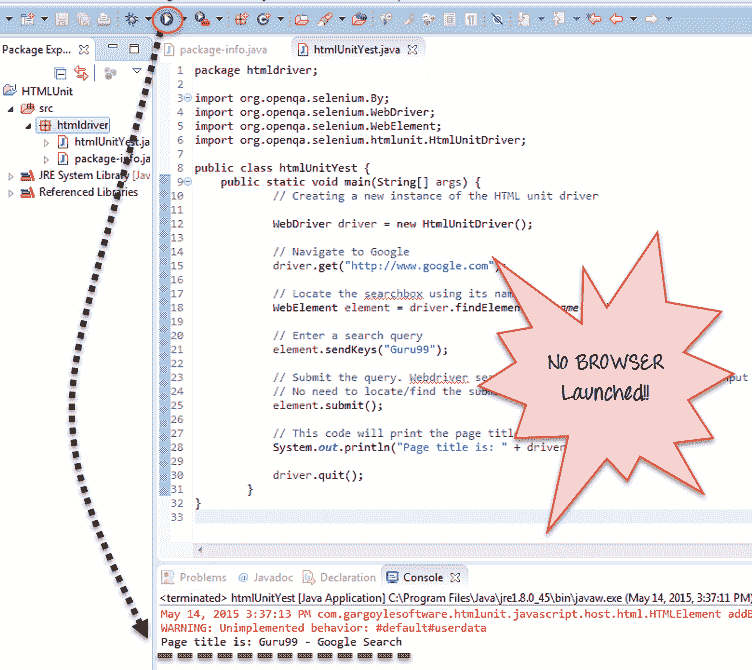 Package Exp...
package-info.java
htmlUnitYest.java
HTMLUnit
src
htmldriver
htmlUnitYest.ja
package-info.ja
JRE System Library [Jav
Referenced Libraries
1 package htmldriver;
2
3 import org.openqa.selenium.By;
4 import org.openqa.selenium.WebDriver;
5 import org.openqa.selenium.WebElement;
6 import org.openqa.selenium.htmlunit.HtmlUnitDriver;
7
8 public class htmlUnitYest {
9 public static void main(String[] args) {
10 // Creating a new instance of the HTML unit driver
11
12 WebDriver driver = new HtmlUnitDriver();
13
14 // Navigate to Google
15 driver.get("http://www.google.com");
16
17 // Locate the searchbox using its nam
18 WebElement element = driver.findElemen ame
19
20 // Enter a search query
21 element.sendKeys("Guru99");
22
23 // Submit the query. Webdriver sea input
24 // No need to locate/find the subm
25 element.submit();
26
27 // This code will print the page titl
28 System.out.println("Page title is: " + driver
29
30 driver.quit();
31 }
32 }
33
No BROWSER
Launched!!
Problems @ Javadoc Declaration Console
<terminated> htmlUnitYest [Java Application] C:\Program Files\Java\jre1.8.0_45\bin\javaw.exe (May 14, 2015, 3:37:11 PM)
May 14, 2015 3:37:13 PM com.gargoylesoftware.htmlunit.javascript.host.html.HTMLElement addB
WARNING: Unimplemented behavior: #default#userdata
Page title is: Guru99 - Google Search